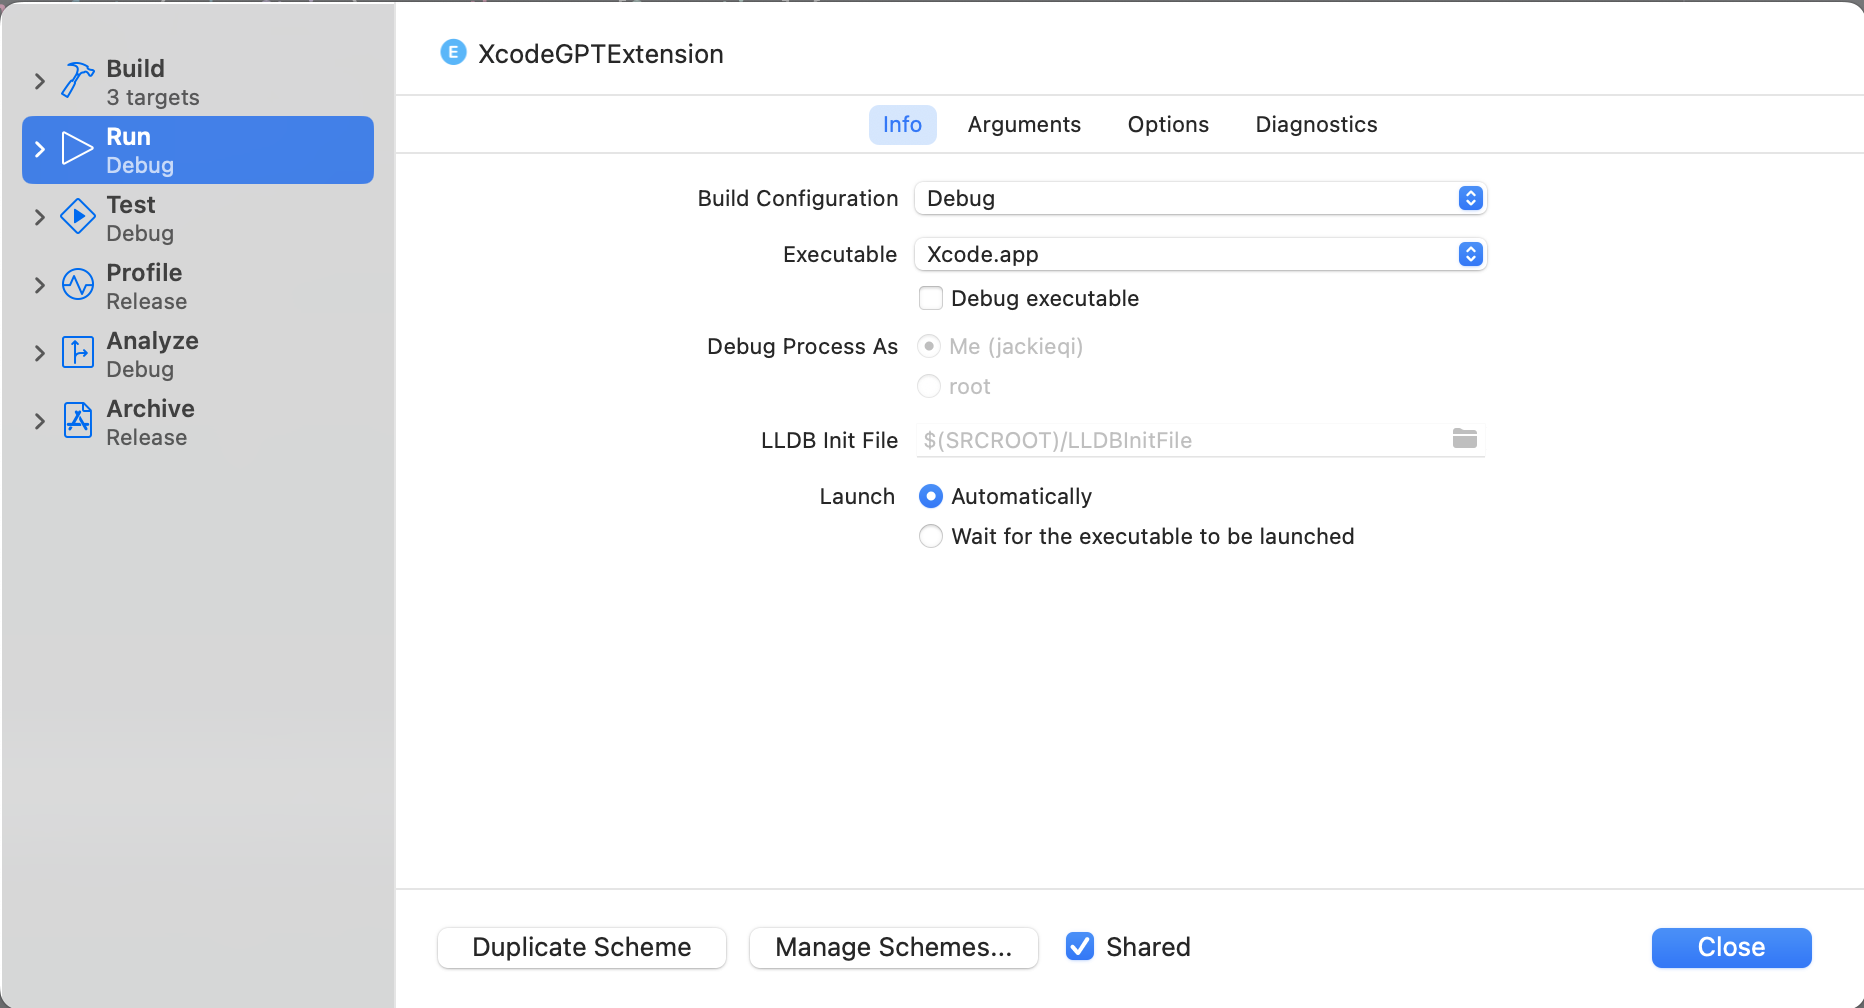 Build
3 targets
Run
Debug
Test
Debug
Profile
Release
Analyze
Debug
Archive
Release
E XcodeGPTExtension
Info Arguments Options Diagnostics
Build Configuration Debug
Executable Xcode.app
Debug executable
Debug Process As Me (jackieqi)
root
LLDB Init File $(SRCROOT)/LLDBInitFile
Launch Automatically
Wait for the executable to be launched
Duplicate Scheme Manage Schemes... Shared Close